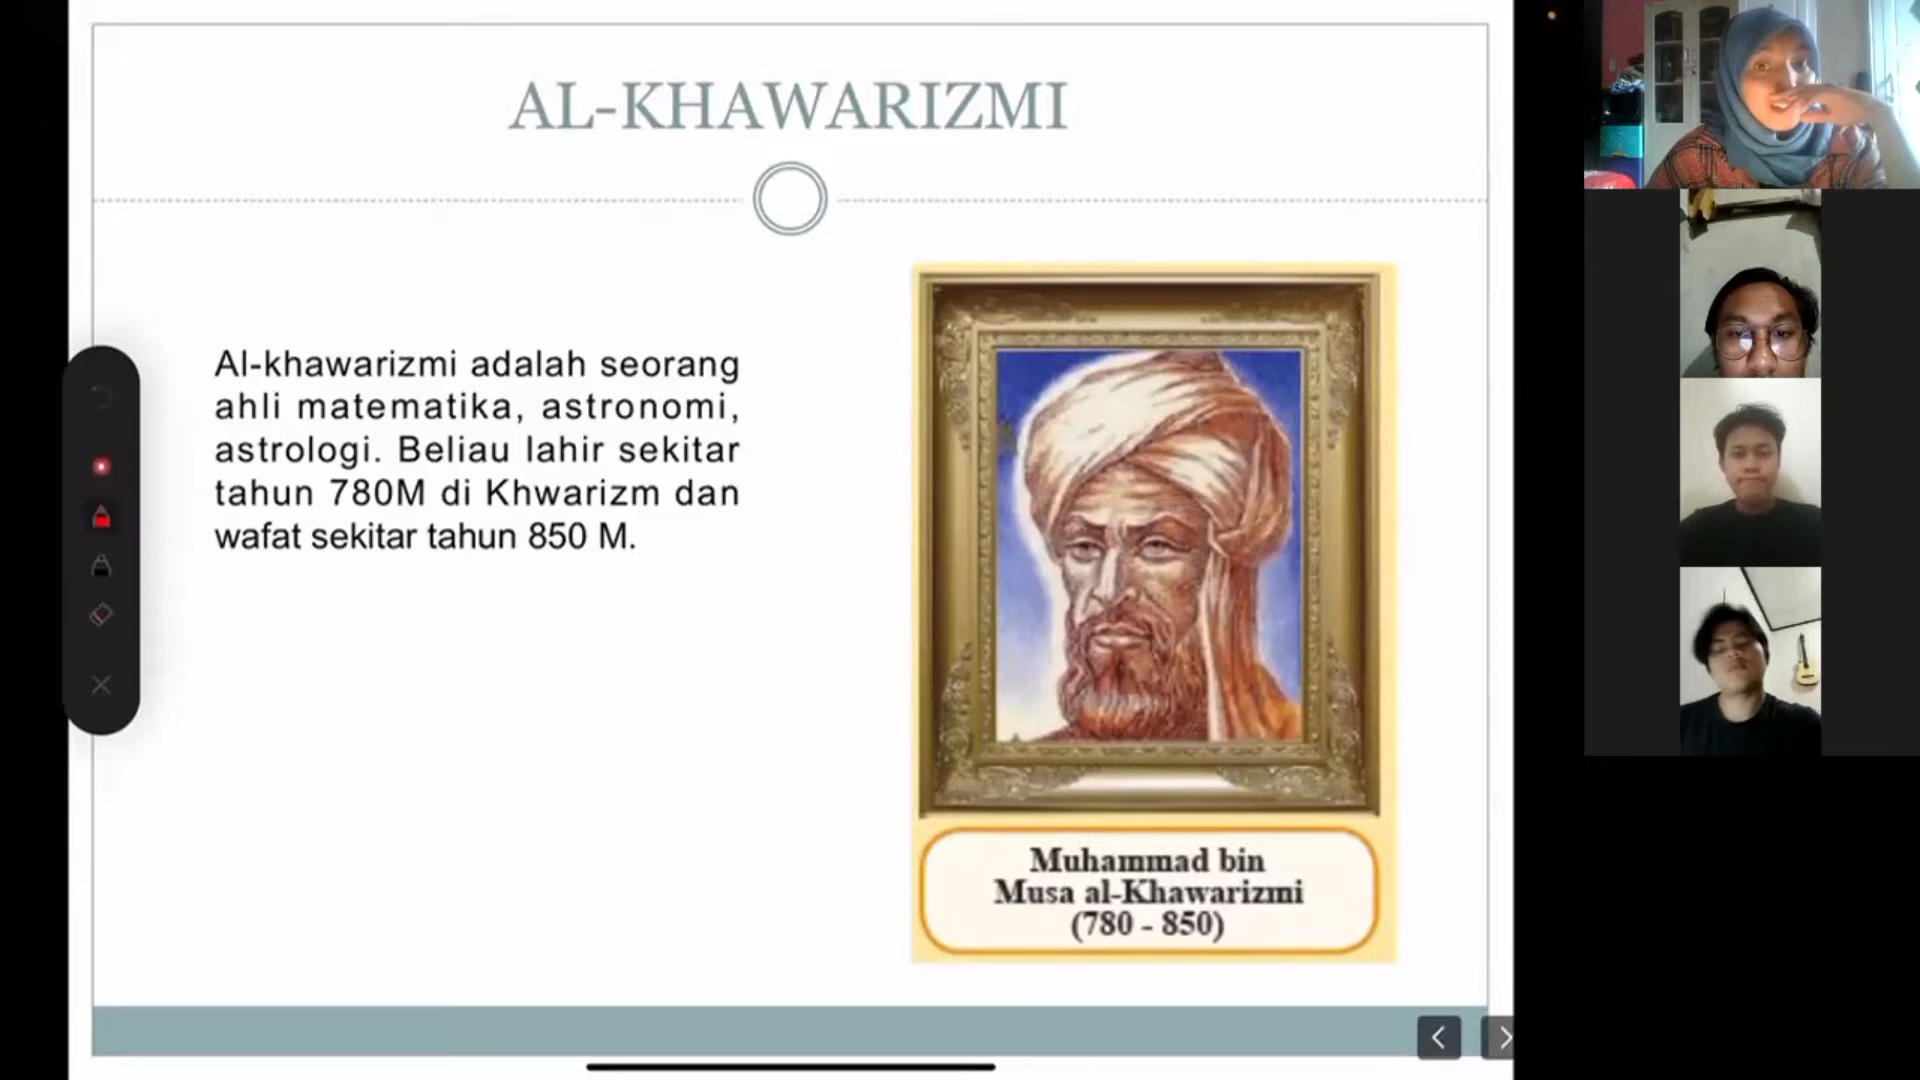 AL-KHAWARIZMI
Al-khawarizmi adalah seorang
ahli matematika, astronomi,
astrologi. Beliau lahir sekitar
tahun 780M di Khwarizm dan
wafat sekitar tahun 850 M.
Muhammad bin
Musa al-Khawarizmi
(780 - 850)